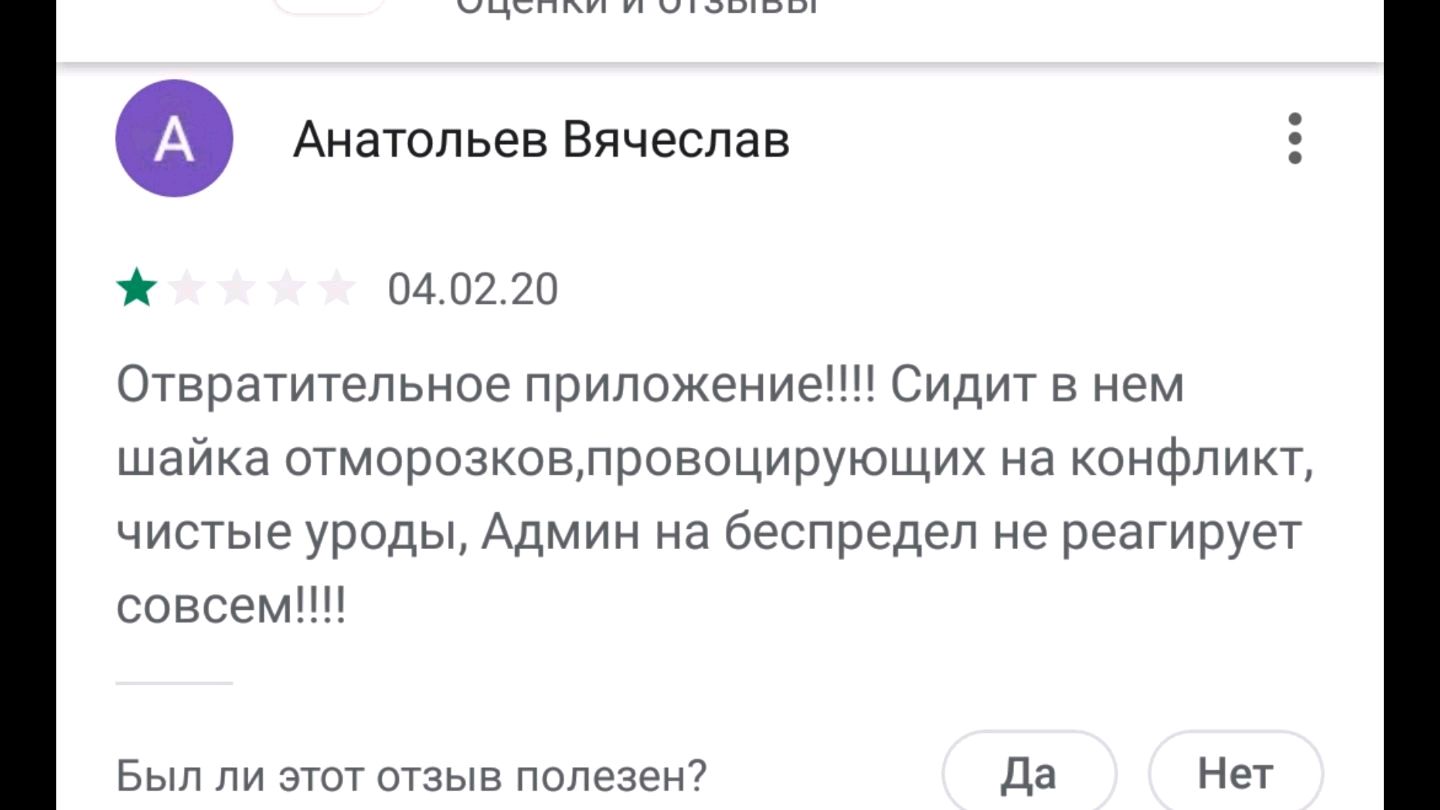 Оценки и отзывы
А
Анатольев Вячеслав
04.02.20
Отвратительное приложение!!!! Сидит в нем
шайка отморозков,провоцирующих на конфликт,
чистые уроды, Админ на беспредел не реагирует
совсем!!!!
Был ли этот отзыв полезен?
Да
Нет